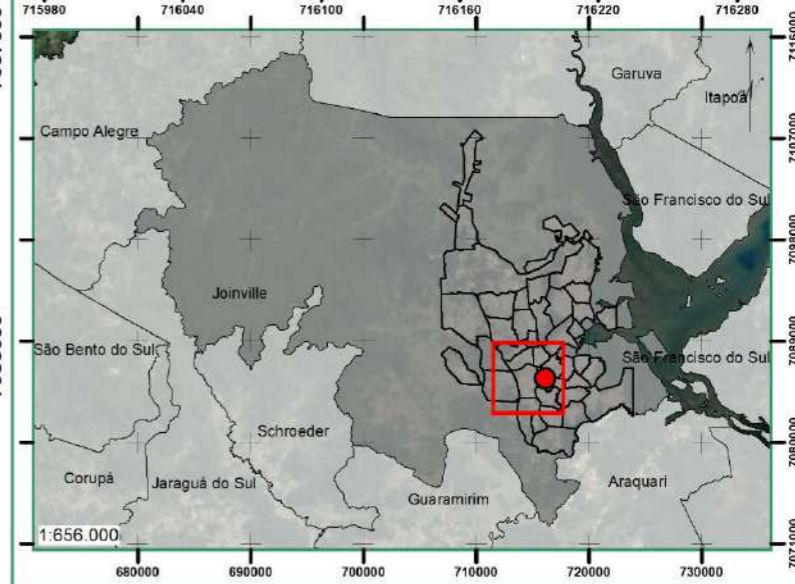 715980 716040 716100 716160 716220 716280
7116000
Garuva
Itapoá
Campo Alegre
7107000
São Francisco do Sul
7098000
Joinville
7089000
São Bento do Sul
São Francisco do Sul
Schroeder
7080000
Corupá
Jaraguá do Sul
Araquari
Guaramirim
1:656.000
7071000
680000 690000 700000 710000 720000 730000